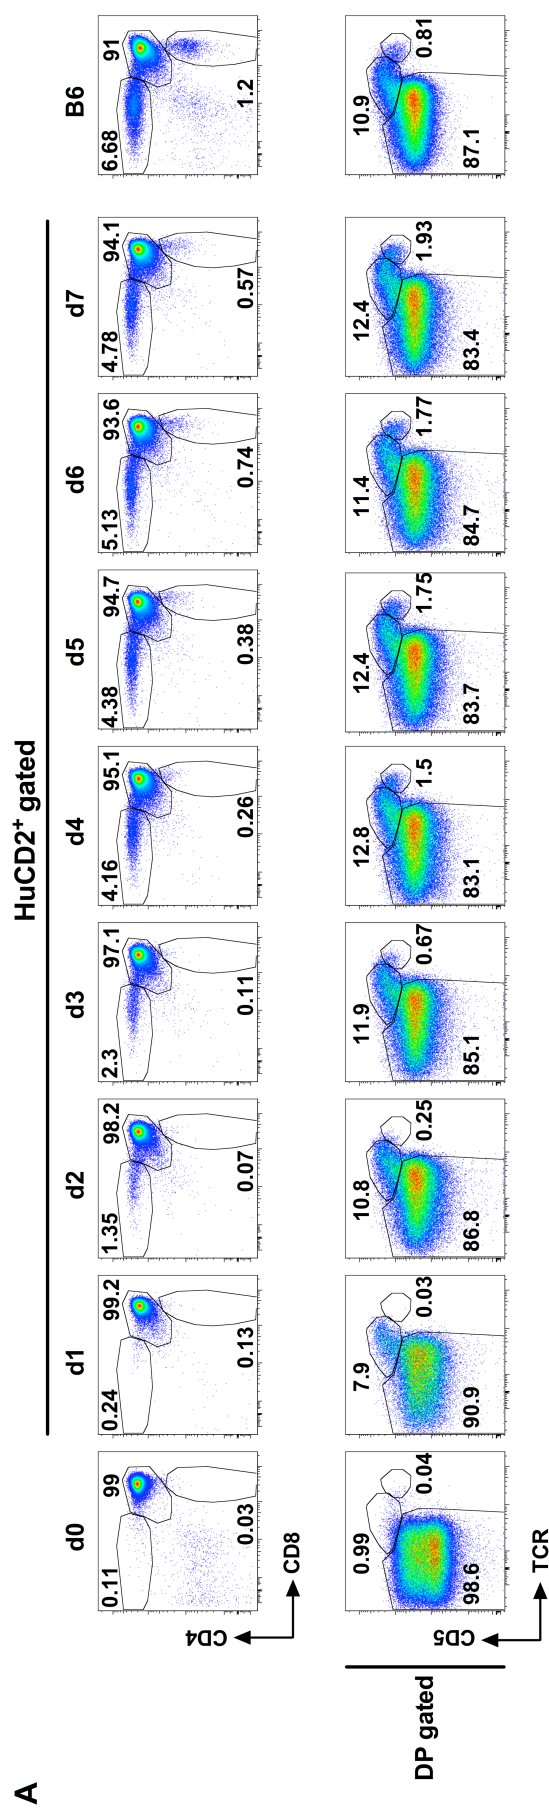 A
HuCD2⁺ gated
d0 d1 d2 d3 d4 d5 d6 d7 B6
0.11 99 0.24 99.2 1.35 98.2 2.3 97.1 4.16 95.1 4.38 94.7 5.13 93.6 4.78 94.1 6.68 91
CD4
0.03 0.13 0.07 0.11 0.26 0.38 0.74 0.57 1.2
CD8
DP gated
0.99 7.9 10.8 11.9 12.8 12.4 11.4 12.4 10.9
CD5
0.04 0.03 0.25 0.67 1.5 1.75 1.77 1.93 0.81
98.6 90.9 86.8 85.1 83.1 83.7 84.7 83.4 87.1
TCR